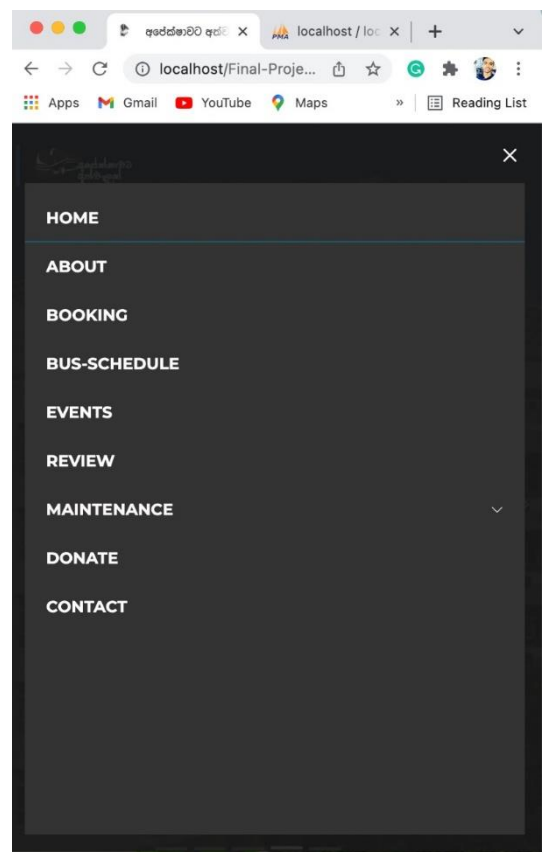 අපේක්ෂාවට අත්ව
localhost / loc
localhost/Final-Proje...
Apps Gmail YouTube Maps » Reading List
HOME
ABOUT
BOOKING
BUS-SCHEDULE
EVENTS
REVIEW
MAINTENANCE
DONATE
CONTACT